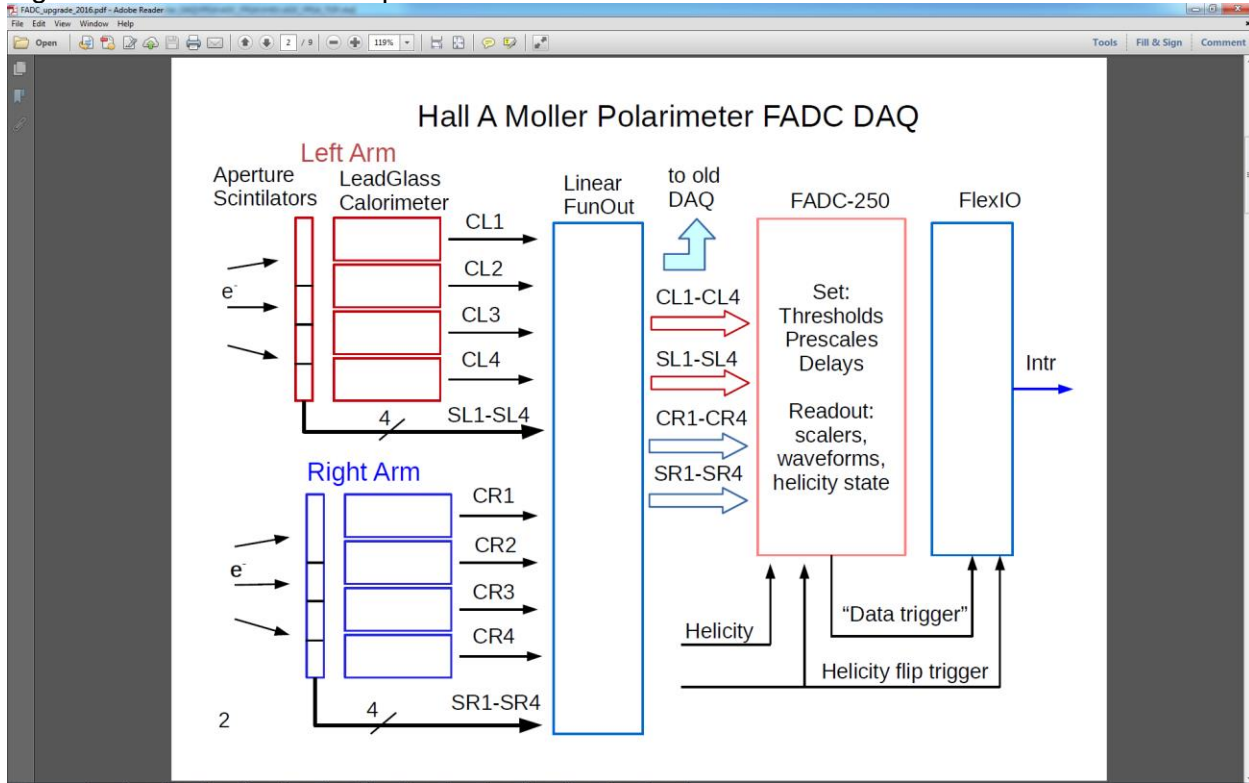 FADC_upgrade_2016.pdf - Adobe Reader
File Edit View Window Help
Open 2 / 9 119% Tools Fill & Sign Comment
Hall A Moller Polarimeter FADC DAQ
Left Arm
Aperture
Scintilators
LeadGlass
Calorimeter
Linear
FunOut
to old
DAQ
FADC-250
FlexIO
CL1
CL2
CL3
CL4
e-
4
SL1-SL4
CL1-CL4
SL1-SL4
CR1-CR4
SR1-SR4
Set:
Thresholds
Prescales
Delays
Readout:
scalers,
waveforms,
helicity state
Intr
Right Arm
CR1
CR2
CR3
CR4
e-
4
SR1-SR4
Helicity
"Data trigger"
Helicity flip trigger
2